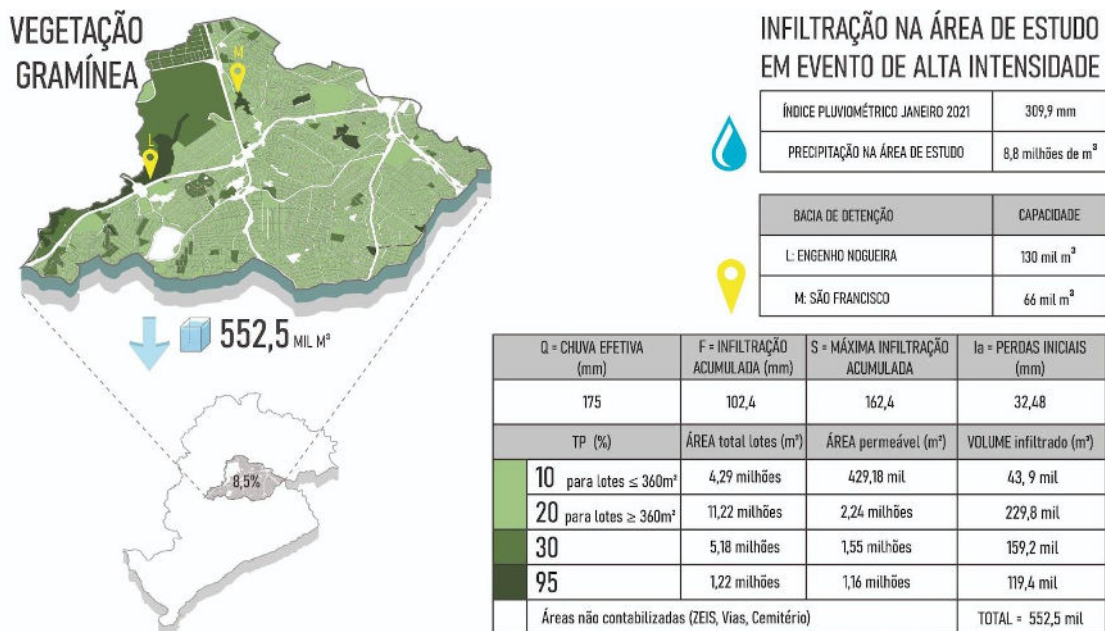 VEGETAÇÃO
GRAMÍNEA
M
L
552,5 MIL M³
8,5%
INFILTRAÇÃO NA ÁREA DE ESTUDO
EM EVENTO DE ALTA INTENSIDADE
ÍNDICE PLUVIOMÉTRICO JANEIRO 2021 309,9 mm
PRECIPITAÇÃO NA ÁREA DE ESTUDO 8,8 milhões de m³
BACIA DE DETENÇÃO CAPACIDADE
L: ENGENHO NOGUEIRA 130 mil m³
M: SÃO FRANCISCO 66 mil m³
Q = CHUVA EFETIVA (mm) F = INFILTRAÇÃO ACUMULADA (mm) S = MÁXIMA INFILTRAÇÃO ACUMULADA Ia = PERDAS INICIAIS (mm)
175 102,4 162,4 32,48
TP (%) ÁREA total lotes (m²) ÁREA permeável (m²) VOLUME infiltrado (m³)
10 para lotes ≤ 360m² 4,29 milhões 429,18 mil 43, 9 mil
20 para lotes ≥ 360m² 11,22 milhões 2,24 milhões 229,8 mil
30 5,18 milhões 1,55 milhões 159,2 mil
95 1,22 milhões 1,16 milhões 119,4 mil
Áreas não contabilizadas (ZEIS, Vias, Cemitério) TOTAL = 552,5 mil